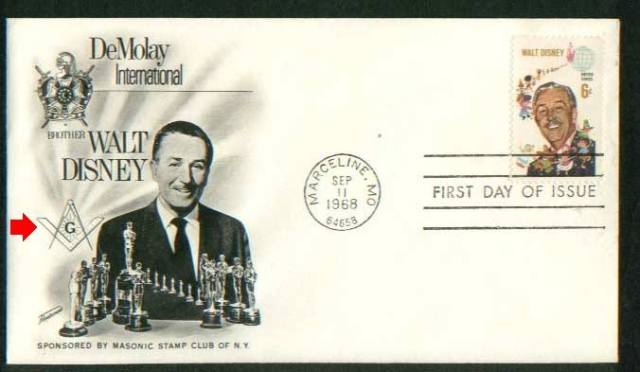 DeMolay
International
BROTHER
WALT
DISNEY
G
SPONSORED BY MASONIC STAMP CLUB OF N.Y.
MARCELINE, MO
SEP
11
1968
64658
WALT DISNEY
UNITED
STATES
6c
FIRST DAY OF ISSUE